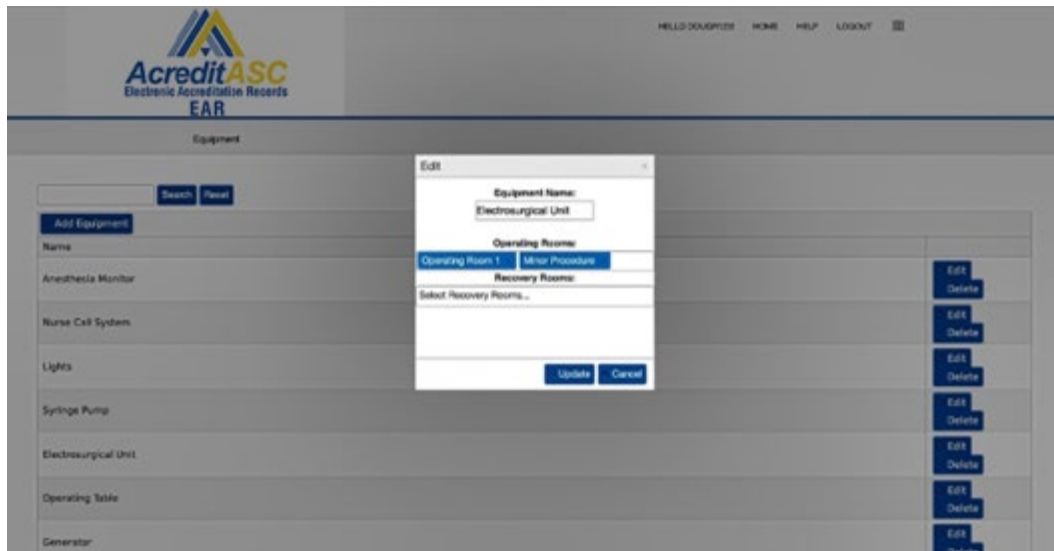 HELLO
HOME
HELP
LOGOUT
AcreditASC
Electronic Accreditation Records
EAR
Equipment
Edit
Equipment Name:
Electrosurgical Unit
Search
Reset
Add Equipment
Operating Rooms:
Name
Operating Room 1
Minor Procedure
Recovery Rooms:
Anesthesia Monitor
Edit
Delete
Select Recovery Rooms...
Nurse Call System
Edit
Delete
Lights
Edit
Delete
Update
Cancel
Syringe Pump
Edit
Delete
Electrosurgical Unit
Edit
Delete
Operating Table
Edit
Delete
Generator
Edit